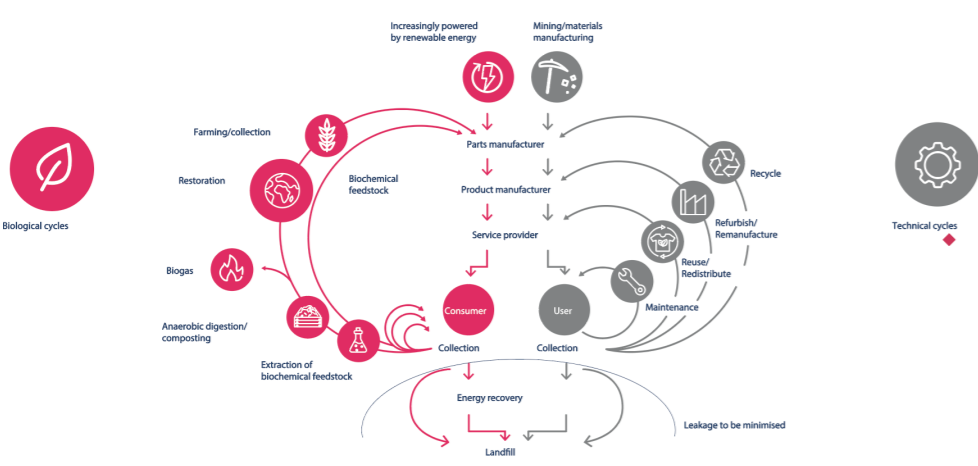 Increasingly powered
by renewable energy
Mining/materials
manufacturing
Farming/collection
Parts manufacturer
Recycle
Restoration
Biochemical
feedstock
Product manufacturer
Refurbish/
Remanufacture
Biological cycles
Technical cycles
Service provider
Reuse/
Redistribute
Biogas
Consumer
User
Maintenance
Anaerobic digestion/
composting
Collection
Collection
Extraction of
biochemical feedstock
Energy recovery
Leakage to be minimised
Landfill